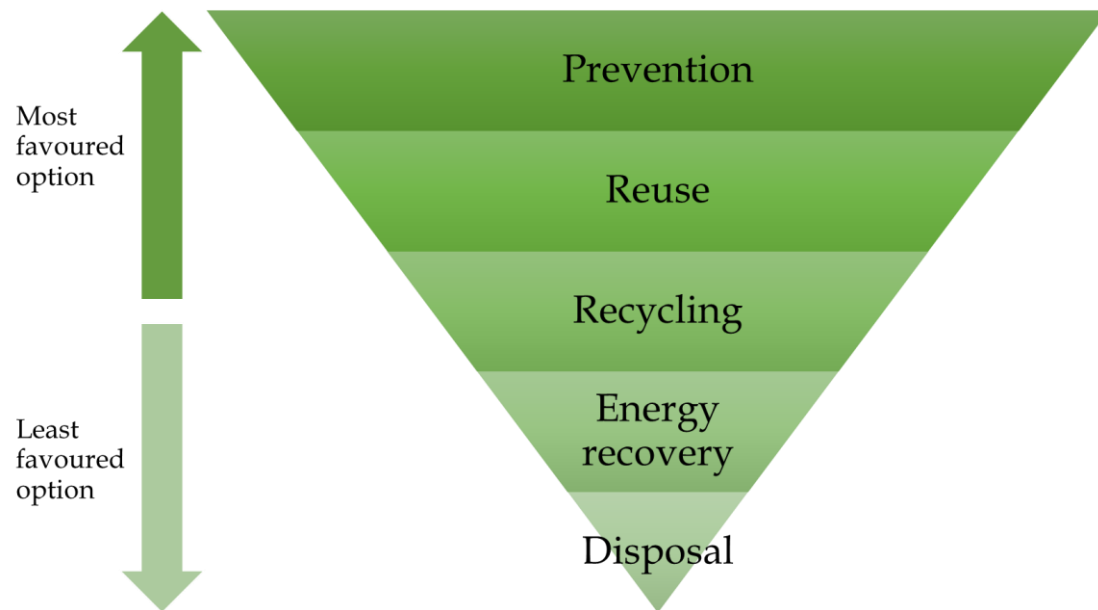 Prevention
Most
favoured
option
Reuse
Recycling
Energy
recovery
Least
favoured
option
Disposal